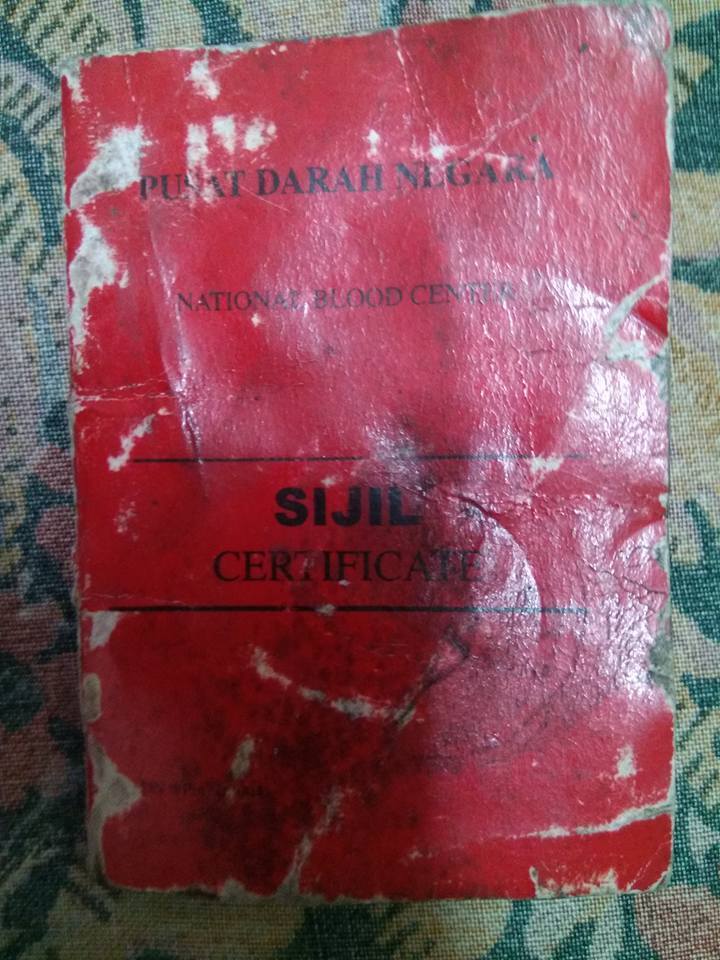 PUSAT DARAH NEGARA
NATIONAL BLOOD CENTER
SIJIL
CERTIFICATE